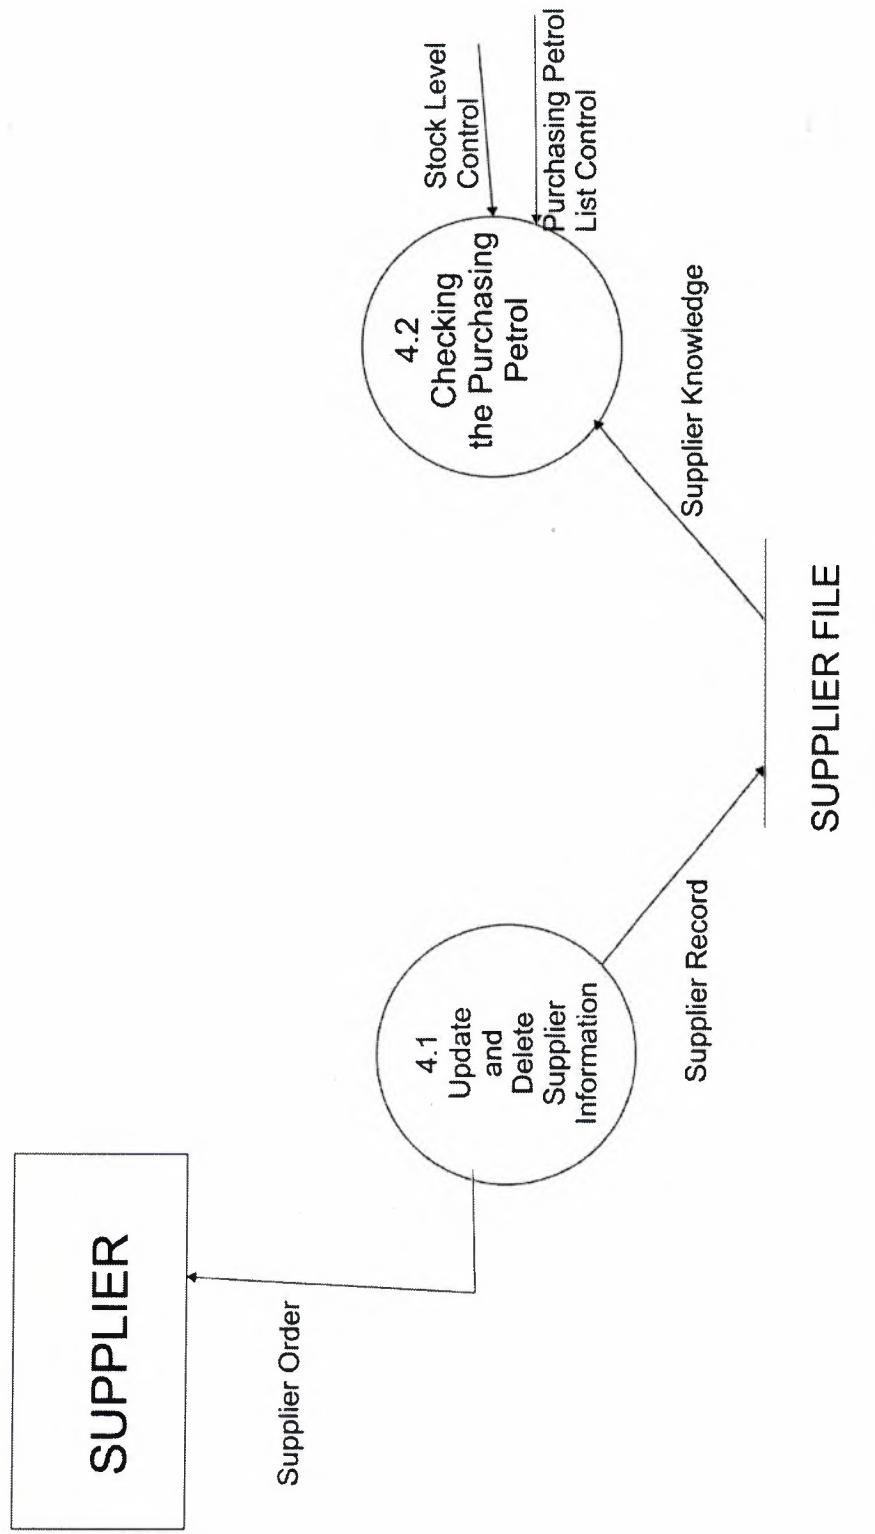 SUPPLIER
Supplier Order
4.1
Update
and
Delete
Supplier
Information
Supplier Record
SUPPLIER FILE
Supplier Knowledge
4.2
Checking
the Purchasing
Petrol
Stock Level
Control
Purchasing Petrol
List Control